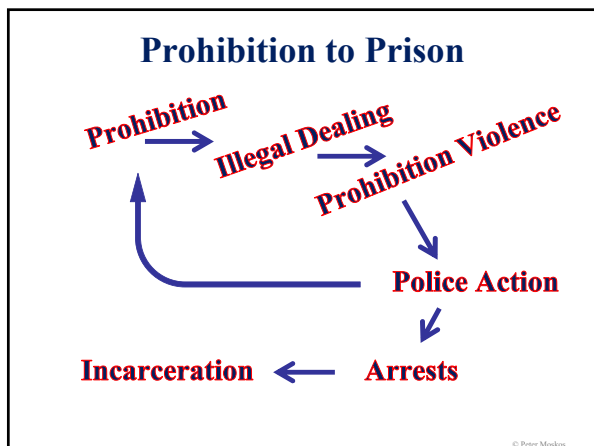 Prohibition to Prison
Prohibition
Illegal Dealing
Prohibition Violence
Police Action
Incarceration
Arrests
© Peter Moskos